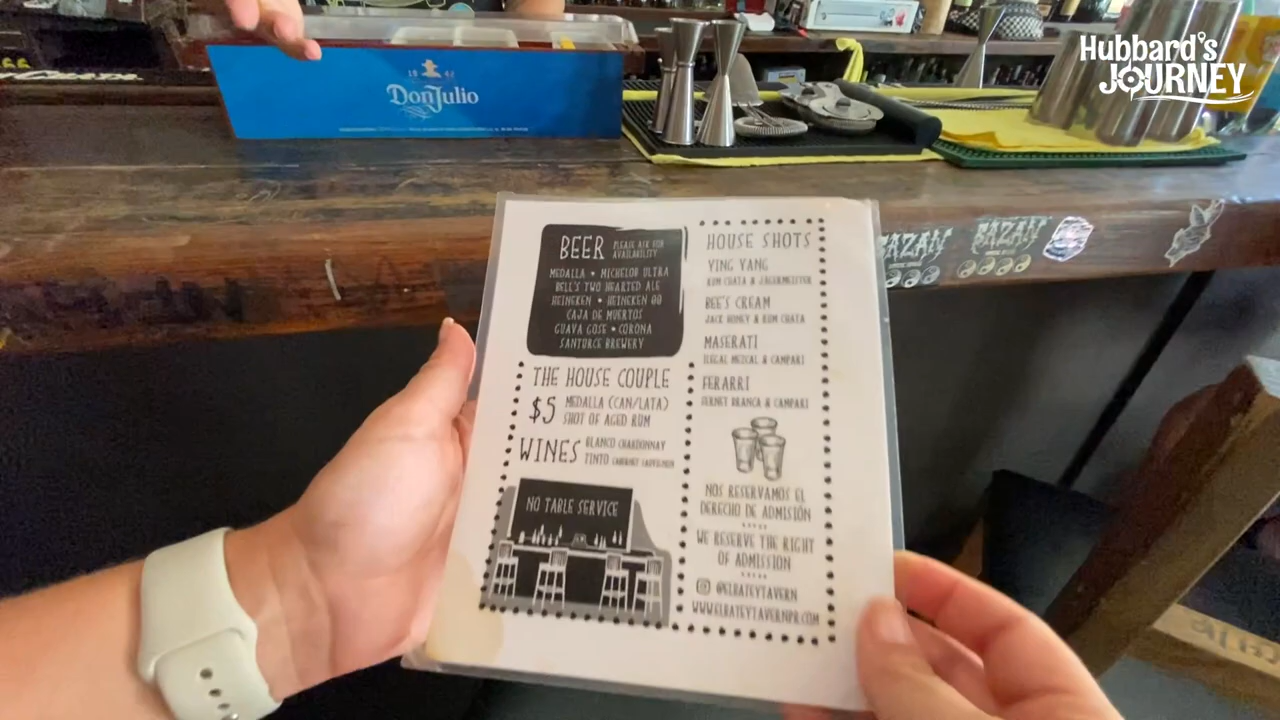 Hubbard's
JOURNEY
1942
Don Julio
BAZAN
BAZAN
BEER PLEASE ASK FOR
AVAILABILITY
MEDALLA • MICHELOB ULTRA
BELL'S TWO HEARTED ALE
HEINEKEN • HEINEKEN 00
CAJA DE MUERTOS
GUAVA GOSE • CORONA
SANTURCE BREWERY
THE HOUSE COUPLE
$5 MEDALLA (CAN/LATA)
SHOT OF AGED RUM
WINES BLANCO CHARDONNAY
TINTO CABERNET SAUVIGNON
NO TABLE SERVICE
HOUSE SHOTS
YING YANG
RUM CHATA & JAGERMEISTER
BEE'S CREAM
JACK HONEY & RUM CHATA
MASERATI
ILEGAL MEZCAL & CAMPARI
FERARRI
FERNET BRANCA & CAMPARI
NOS RESERVAMOS EL
DERECHO DE ADMISIÓN
WE RESERVE THE RIGHT
OF ADMISSION
@ELBATEYTAVERN
WWW.ELBATEYTAVERNPR.COM